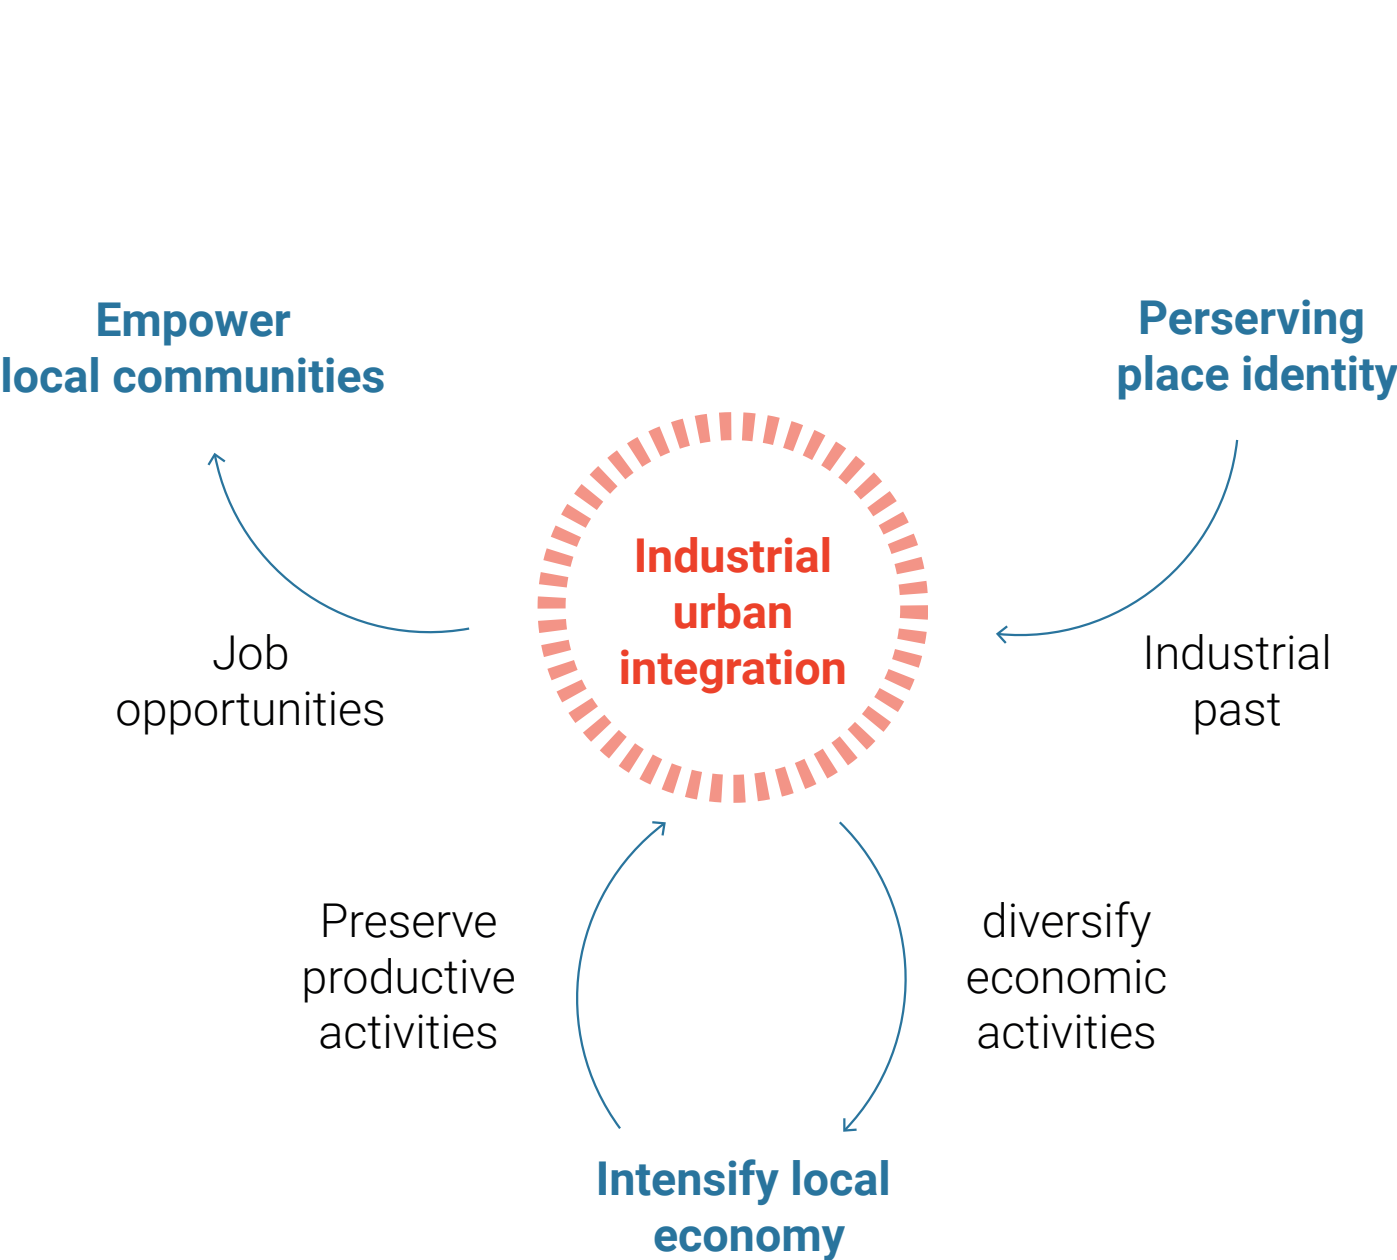 Empower
local communities
Perserving
place identity
Industrial
urban
integration
Job
opportunities
Industrial
past
Preserve
productive
activities
diversify
economic
activities
Intensify local
economy